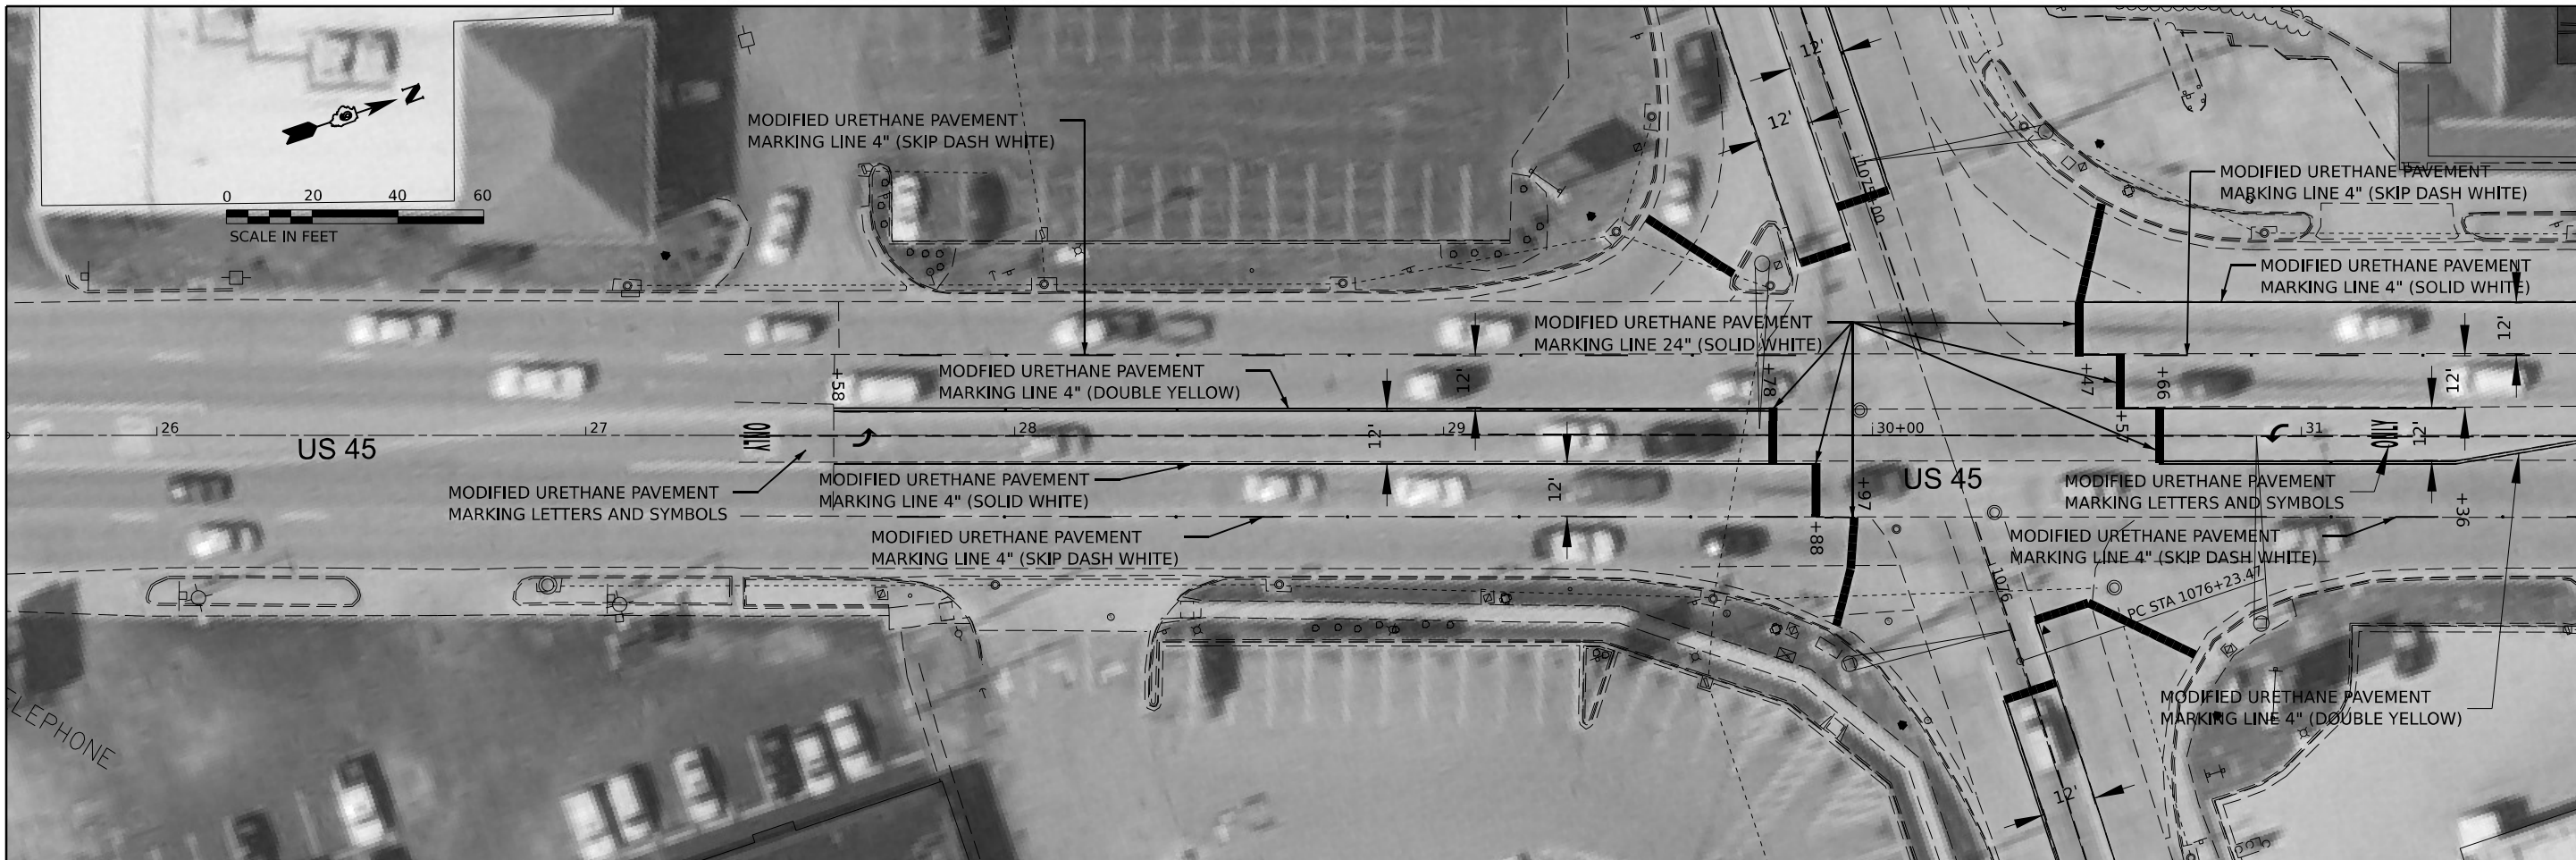 N
0 20 40 60
SCALE IN FEET
MODIFIED URETHANE PAVEMENT
MARKING LINE 4" (SKIP DASH WHITE)
12'
12'
1075+00
MODIFIED URETHANE PAVEMENT
MARKING LINE 4" (SKIP DASH WHITE)
MODIFIED URETHANE PAVEMENT
MARKING LINE 4" (SOLID WHITE)
MODIFIED URETHANE PAVEMENT
MARKING LINE 24" (SOLID WHITE)
12'
+58
MODFIED URETHANE PAVEMENT
MARKING LINE 4" (DOUBLE YELLOW)
12'
+78
+47
+66
12'
26
US 45
27
ONLY
28
12'
29
30+00
+57
31
ONLY
12'
MODIFIED URETHANE PAVEMENT
MARKING LETTERS AND SYMBOLS
MODIFIED URETHANE PAVEMENT
MARKING LINE 4" (SOLID WHITE)
12'
+97
US 45
MODIFIED URETHANE PAVEMENT
MARKING LETTERS AND SYMBOLS
+36
MODIFIED URETHANE PAVEMENT
MARKING LINE 4" (SKIP DASH WHITE)
+88
MODIFIED URETHANE PAVEMENT
MARKING LINE 4" (SKIP DASH WHITE)
1076
PC STA 1076+23.47
MODIFIED URETHANE PAVEMENT
MARKING LINE 4" (DOUBLE YELLOW)
LEPHONE
12'